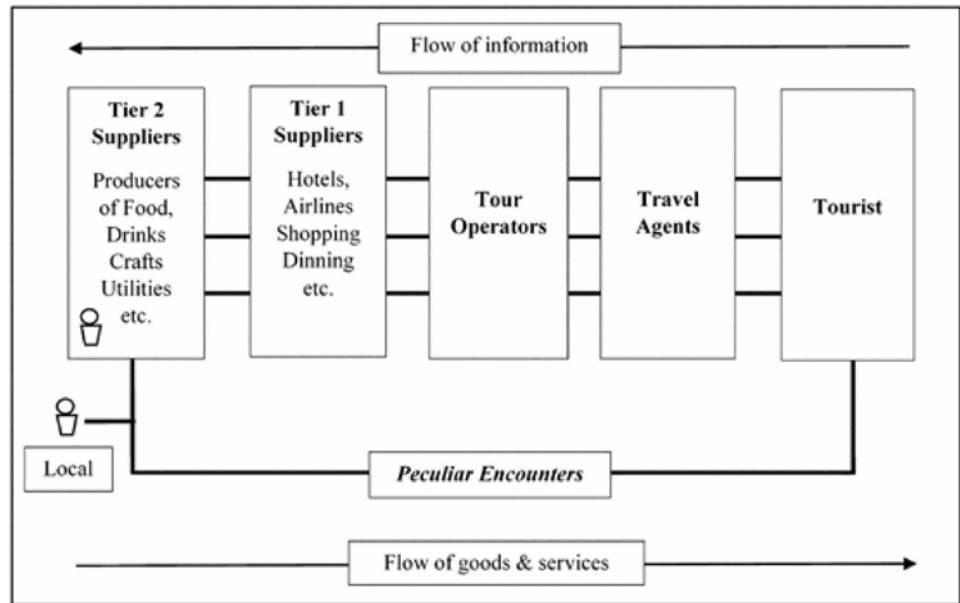 Flow of information
Tier 2
Suppliers
Producers
of Food,
Drinks
Crafts
Utilities
etc.
Tier 1
Suppliers
Hotels,
Airlines
Shopping
Dinning
etc.
Tour
Operators
Travel
Agents
Tourist
Local
Peculiar Encounters
Flow of goods & services